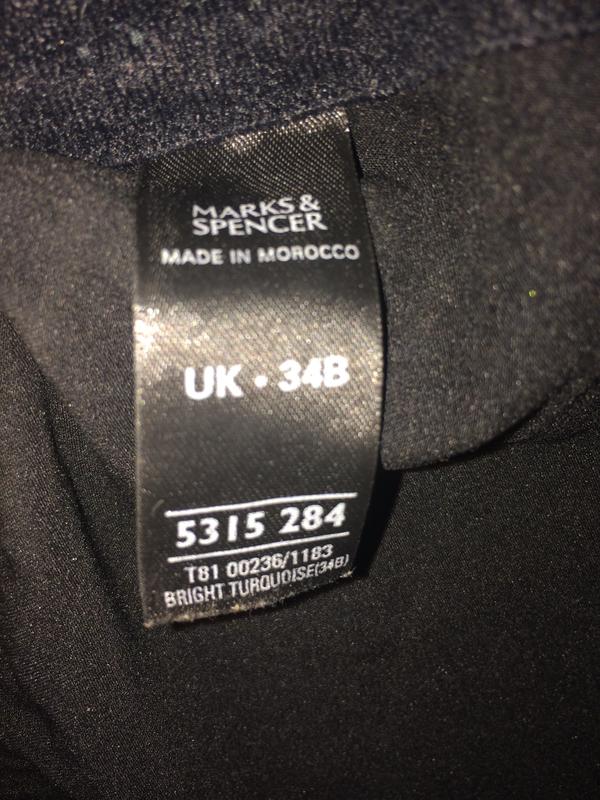 MARKS &
SPENCER
MADE IN MOROCCO
UK • 34B
5315 284
T81 00236/1183
BRIGHT TURQUOISE(34B)